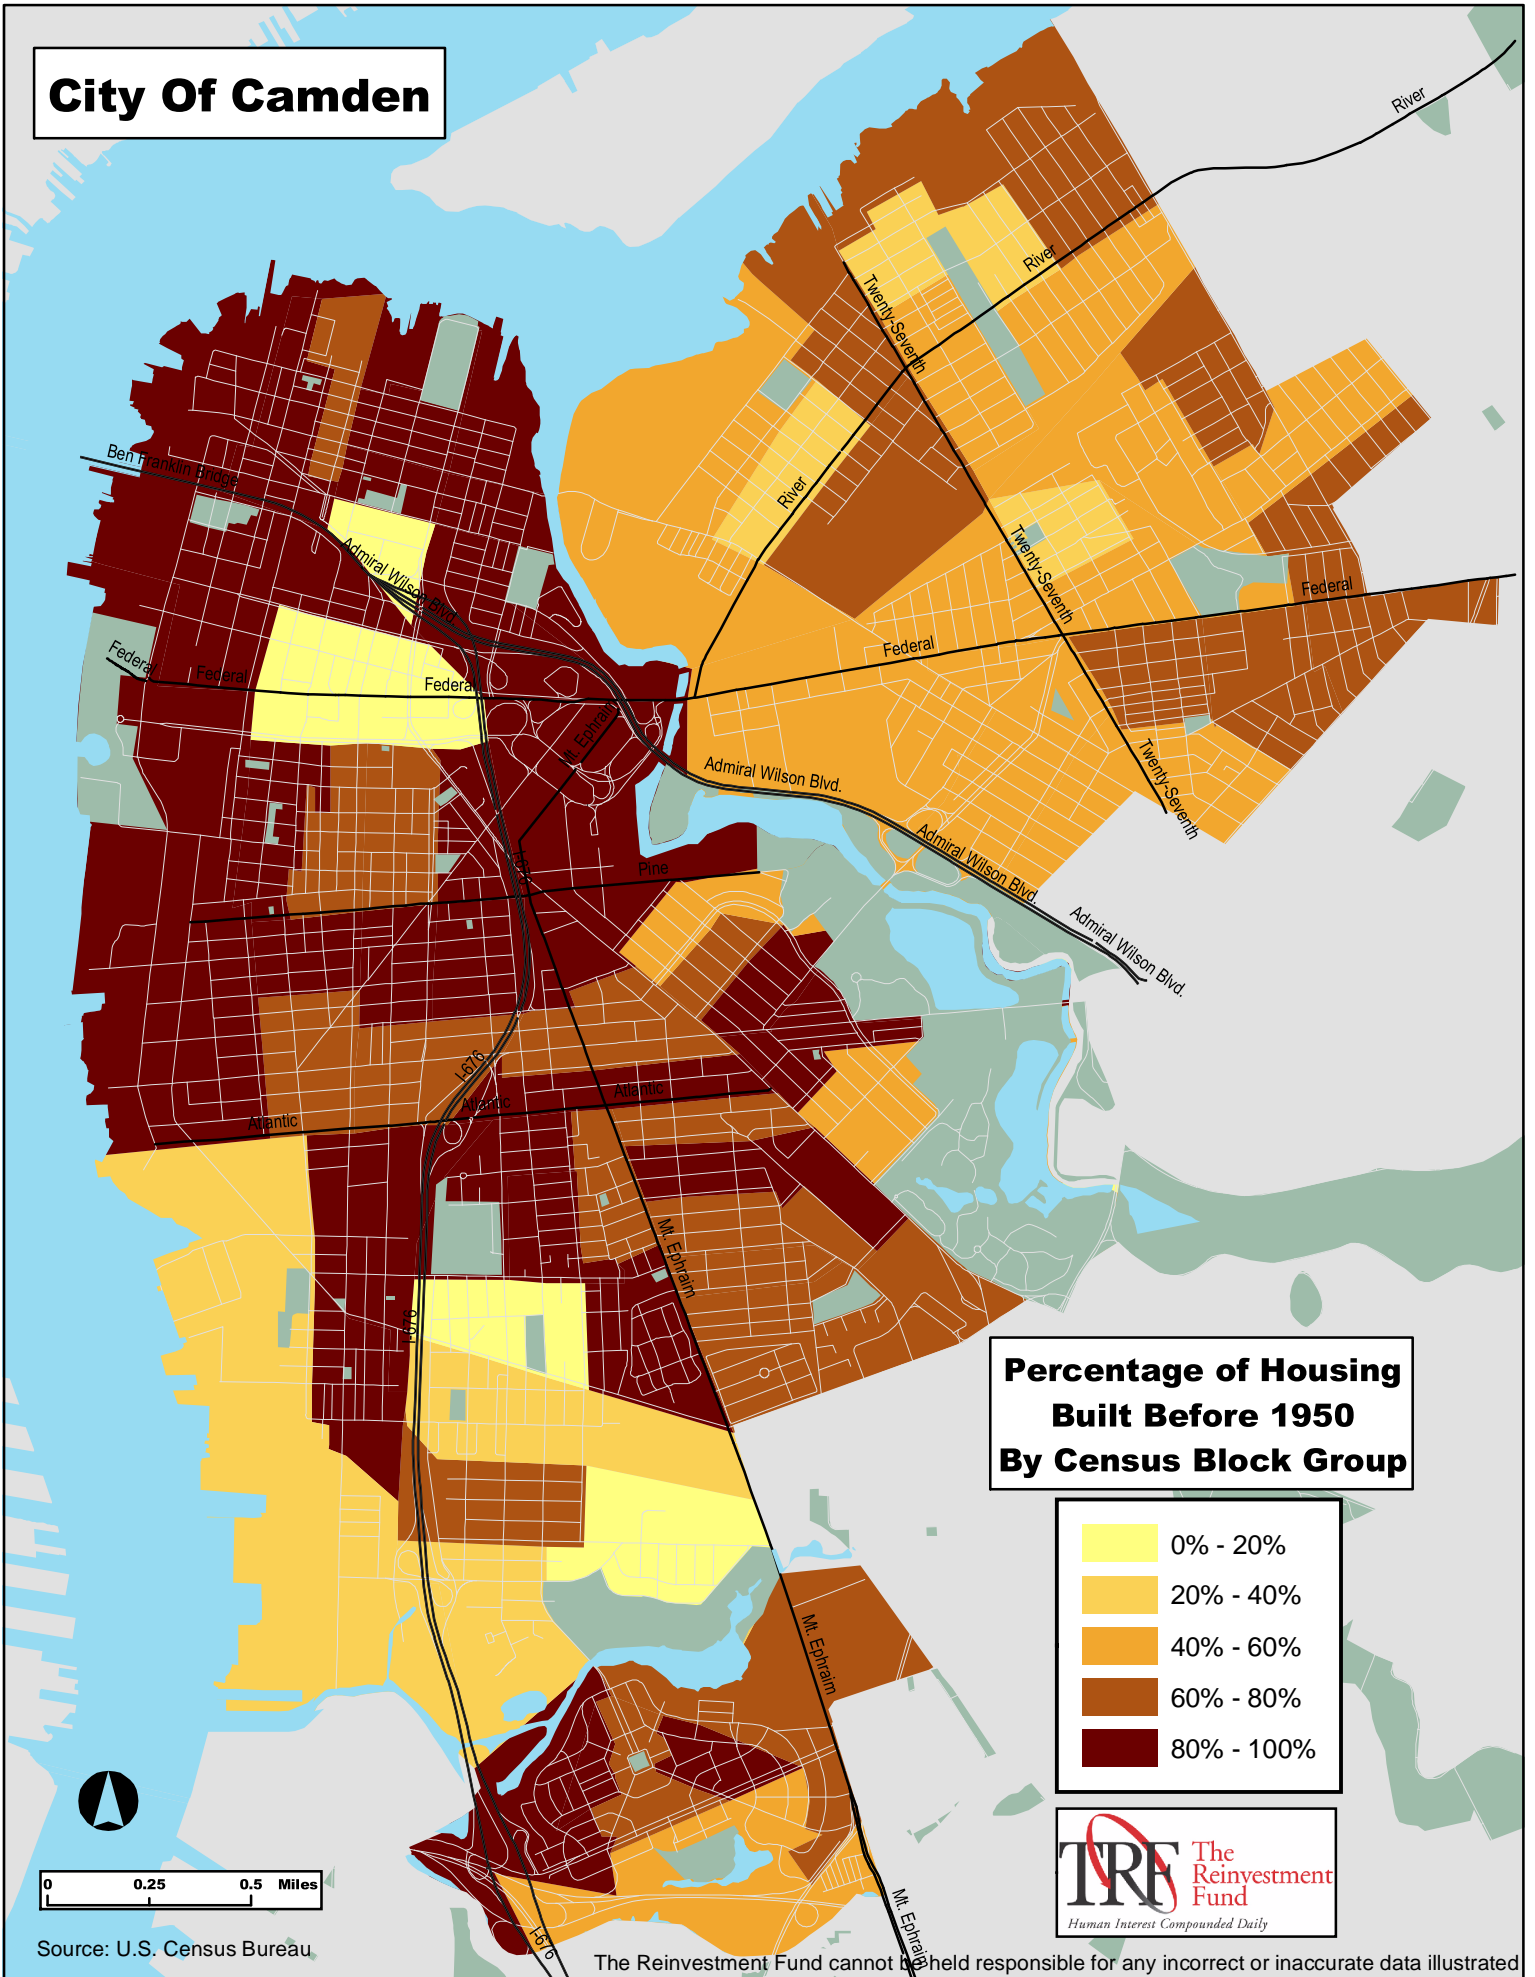 City Of Camden
River
River
Twenty-Seventh
Ben Franklin Bridge
River
Admiral Wilson Blvd.
Twenty-Seventh
Federal
Federal
Federal
Federal
Federal
Mt. Ephraim
Admiral Wilson Blvd.
Twenty-Seventh
Admiral Wilson Blvd.
Pine
I-676
Admiral Wilson Blvd.
I-676
Atlantic
Atlantic
Atlantic
Mt. Ephraim
I-676
Percentage of Housing
Built Before 1950
By Census Block Group
0% - 20%
20% - 40%
40% - 60%
60% - 80%
80% - 100%
Mt. Ephraim
TRF
The
Reinvestment
Fund
Human Interest Compounded Daily
0 0.25 0.5 Miles
Mt. Ephraim
I-676
Source: U.S. Census Bureau
The Reinvestment Fund cannot be held responsible for any incorrect or inaccurate data illustrated